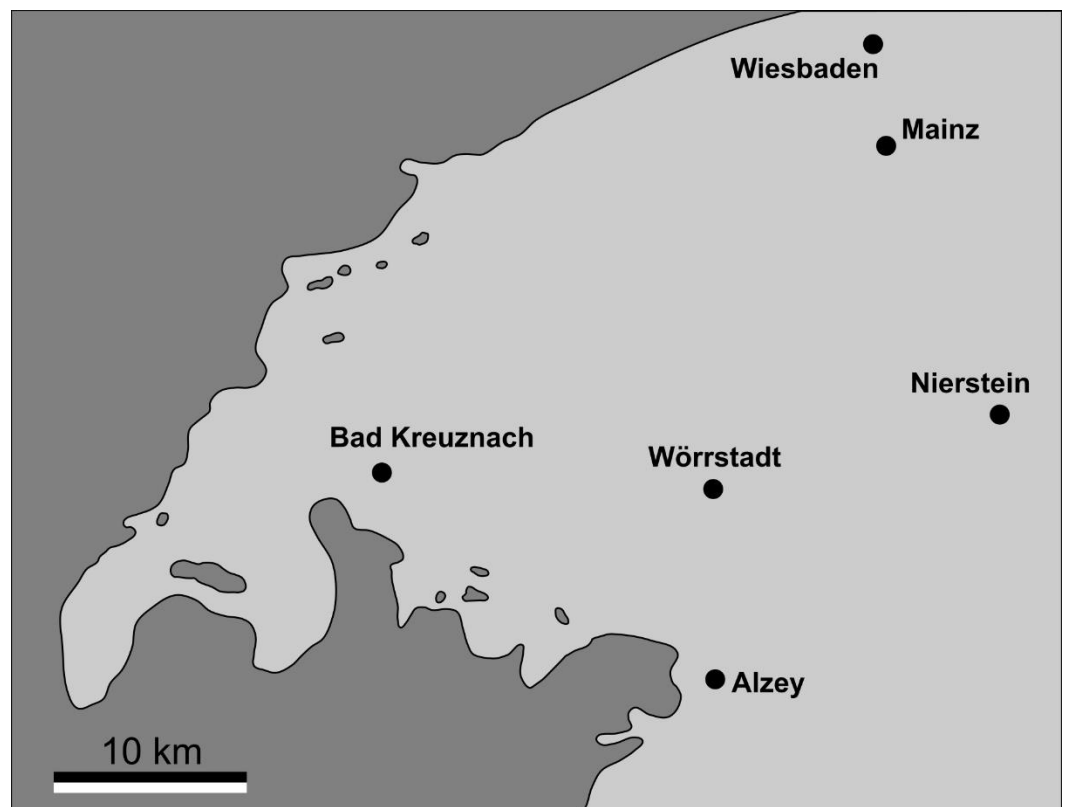 Wiesbaden
Mainz
Nierstein
Bad Kreuznach
Wörrstadt
Alzey
10 km